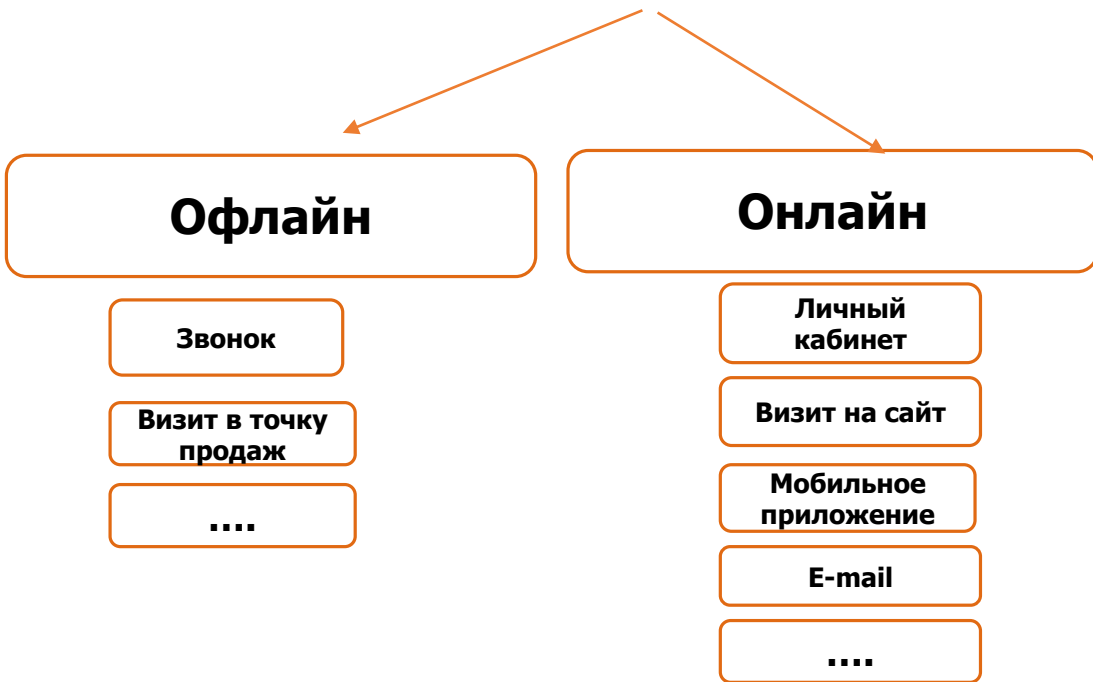 Офлайн
Звонок
Визит в точку
продаж
....
Онлайн
Личный
кабинет
Визит на сайт
Мобильное
приложение
E-mail
....